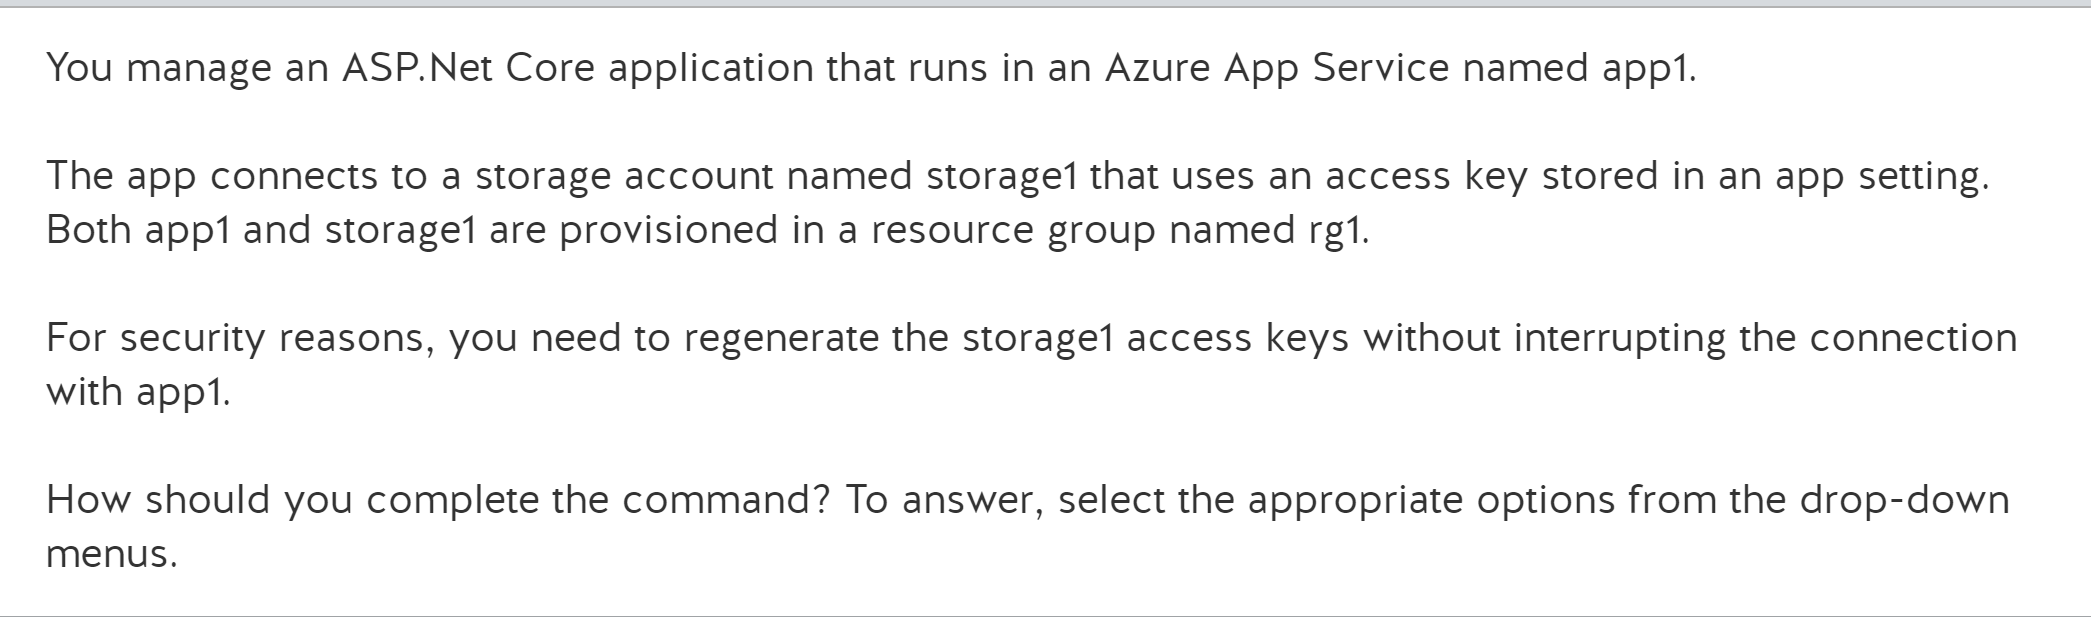 You manage an ASP.Net Core application that runs in an Azure App Service named app1.
The app connects to a storage account named storage1 that uses an access key stored in an app setting.
Both app1 and storage1 are provisioned in a resource group named rg1.
For security reasons, you need to regenerate the storage1 access keys without interrupting the connection
with app1.
How should you complete the command? To answer, select the appropriate options from the drop-down
menus.